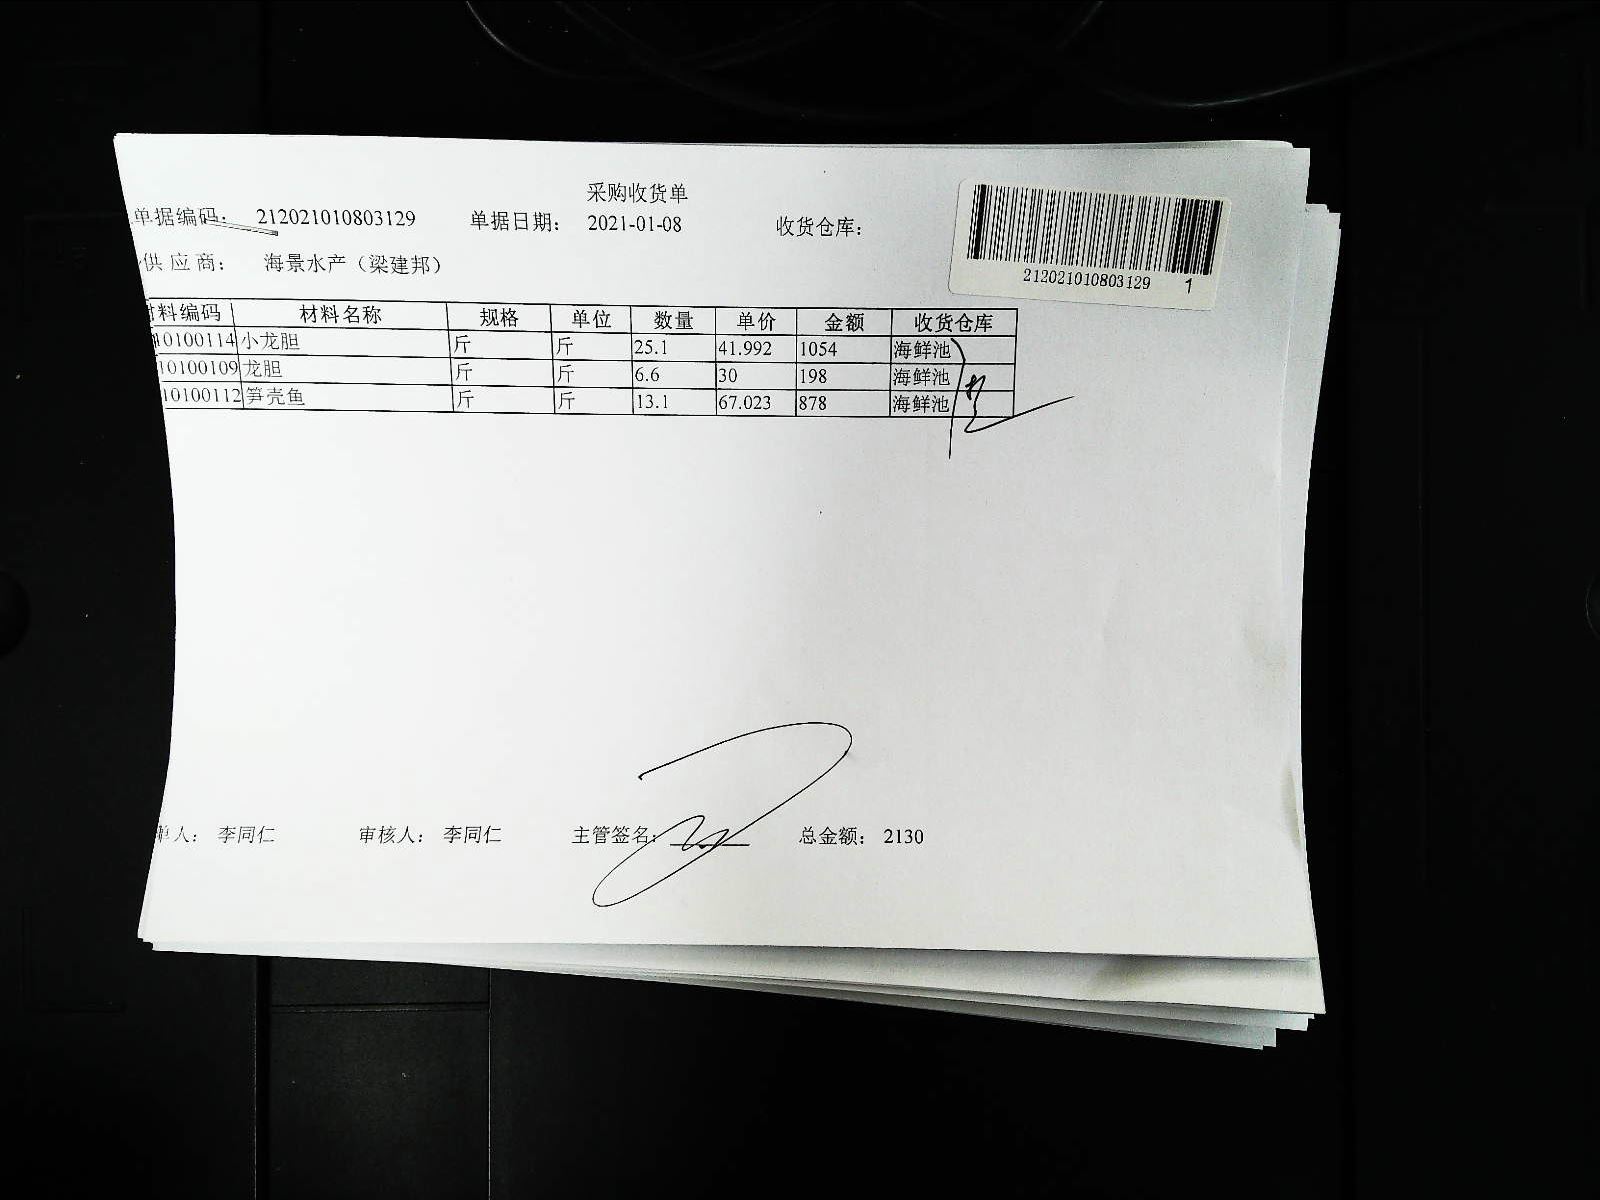 采购收货单
单据编码： 212021010803129 单据日期： 2021-01-08 收货仓库：
212021010803129 1
供 应 商： 海景水产（梁建邦）
材料编码 材料名称 规格 单位 数量 单价 金额 收货仓库
10100114 小龙胆 斤 斤 25.1 41.992 1054 海鲜池
10100109 龙胆 斤 斤 6.6 30 198 海鲜池
10100112 笋壳鱼 斤 斤 13.1 67.023 878 海鲜池
单人： 李同仁 审核人： 李同仁 主管签名： 总金额： 2130